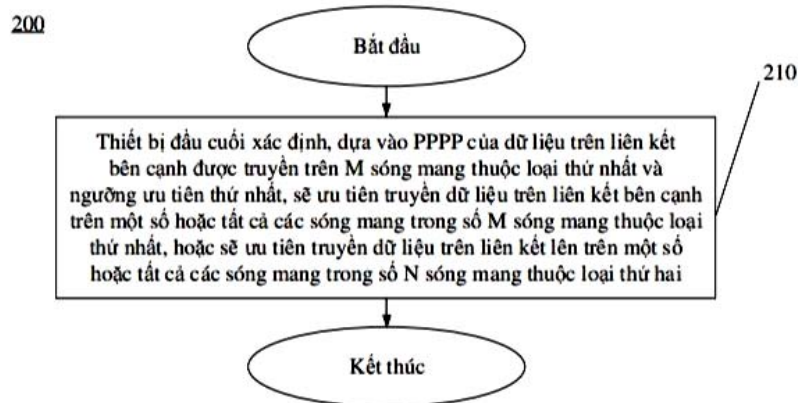 200
Bắt đầu
210
Thiết bị đầu cuối xác định, dựa vào PPPP của dữ liệu trên liên kết
bên cạnh được truyền trên M sóng mang thuộc loại thứ nhất và
ngưỡng ưu tiên thứ nhất, sẽ ưu tiên truyền dữ liệu trên liên kết bên cạnh
trên một số hoặc tất cả các sóng mang trong số M sóng mang thuộc loại
thứ nhất, hoặc sẽ ưu tiên truyền dữ liệu trên liên kết lên trên một số
hoặc tất cả các sóng mang trong số N sóng mang thuộc loại thứ hai
Kết thúc